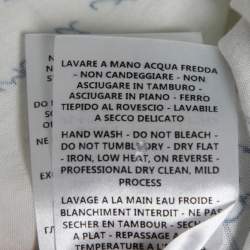 LAVARE A MANO ACQUA FREDDA
- NON CANDEGGIARE - NON
ASCIUGARE IN TAMBURO -
ASCIUGARE IN PIANO - FERRO
TIEPIDO AL ROVESCIO - LAVABILE
A SECCO DELICATO
HAND WASH - DO NOT BLEACH -
DO NOT TUMBLE DRY - DRY FLAT
- IRON, LOW HEAT, ON REVERSE -
PROFESSIONAL DRY CLEAN, MILD
PROCESS
LAVAGE A LA MAIN EAU FROIDE -
BLANCHIMENT INTERDIT - NE PAS
SECHER EN TAMBOUR - SECHER
A PLAT - REPASSAGE A
TEMPERATURE A L'